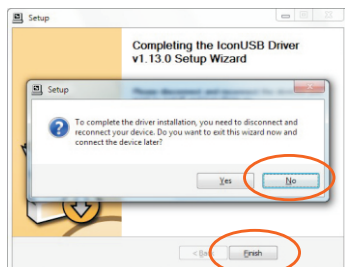 Setup
Completing the IconUSB Driver
v1.13.0 Setup Wizard
Setup
To complete the driver installation, you need to disconnect and
reconnect your device. Do you want to exit this wizard now and
connect the device later?
Yes
No
Finish